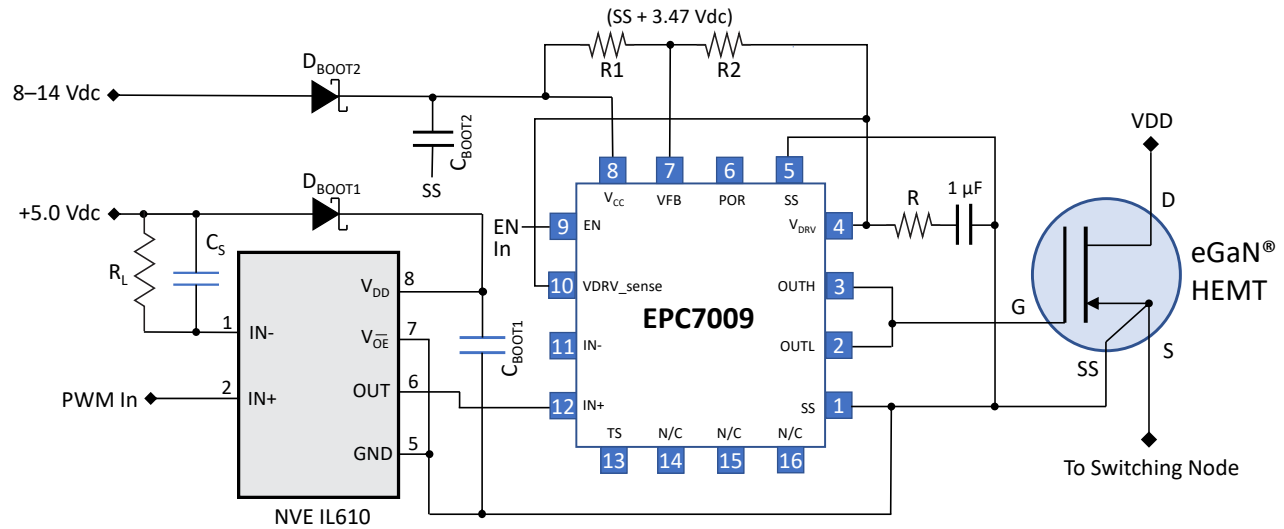 (SS + 3.47 Vdc)
R1
R2
D_BOOT2
8–14 Vdc
C_BOOT2
SS
VDD
D_BOOT1
+5.0 Vdc
C_S
R_L
8
7
6
5
V_CC
VFB
POR
SS
EN
In
9
EN
V_DRV
4
R
1 µF
D
eGaN®
HEMT
10
VDRV_sense
EPC7009
OUTH
3
G
11
IN-
OUTL
2
SS
S
12
IN+
SS
1
TS
N/C
N/C
N/C
13
14
15
16
To Switching Node
1
IN-
V_DD
8
V_OE̅
7
C_BOOT1
PWM In
2
IN+
OUT
6
GND
5
NVE IL610